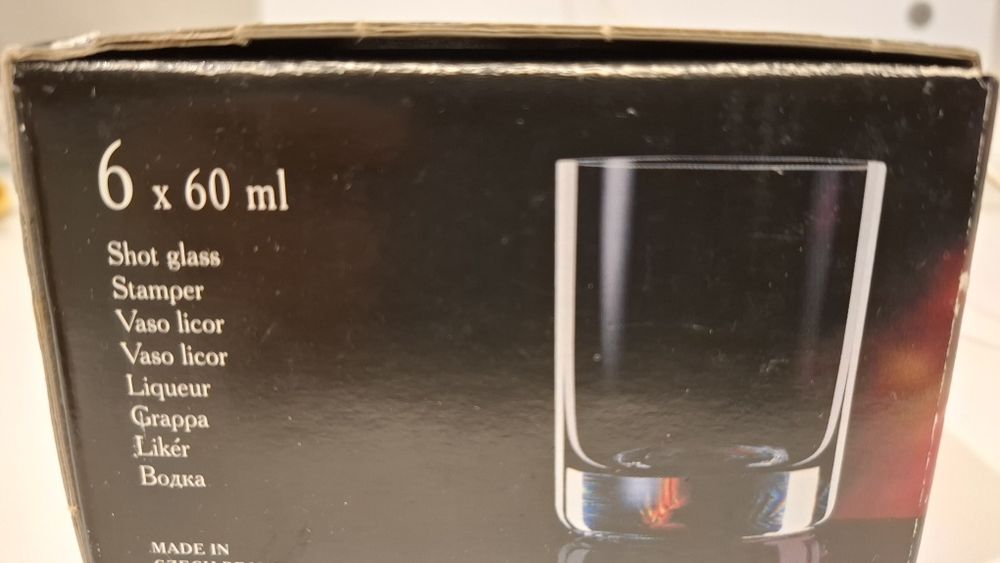 6 x 60 ml
Shot glass
Stamper
Vaso licor
Vaso licor
Liqueur
Grappa
Likér
Водка
MADE IN